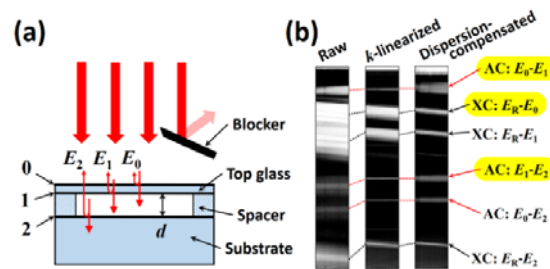 (a)
Blocker
E2 E1 E0
0
Top glass
1
Spacer
2
d
Substrate
(b)
Raw
k-linearized
Dispersion-
compensated
AC: E0-E1
XC: ER-E0
XC: ER-E1
AC: E1-E2
AC: E0-E2
XC: ER-E2